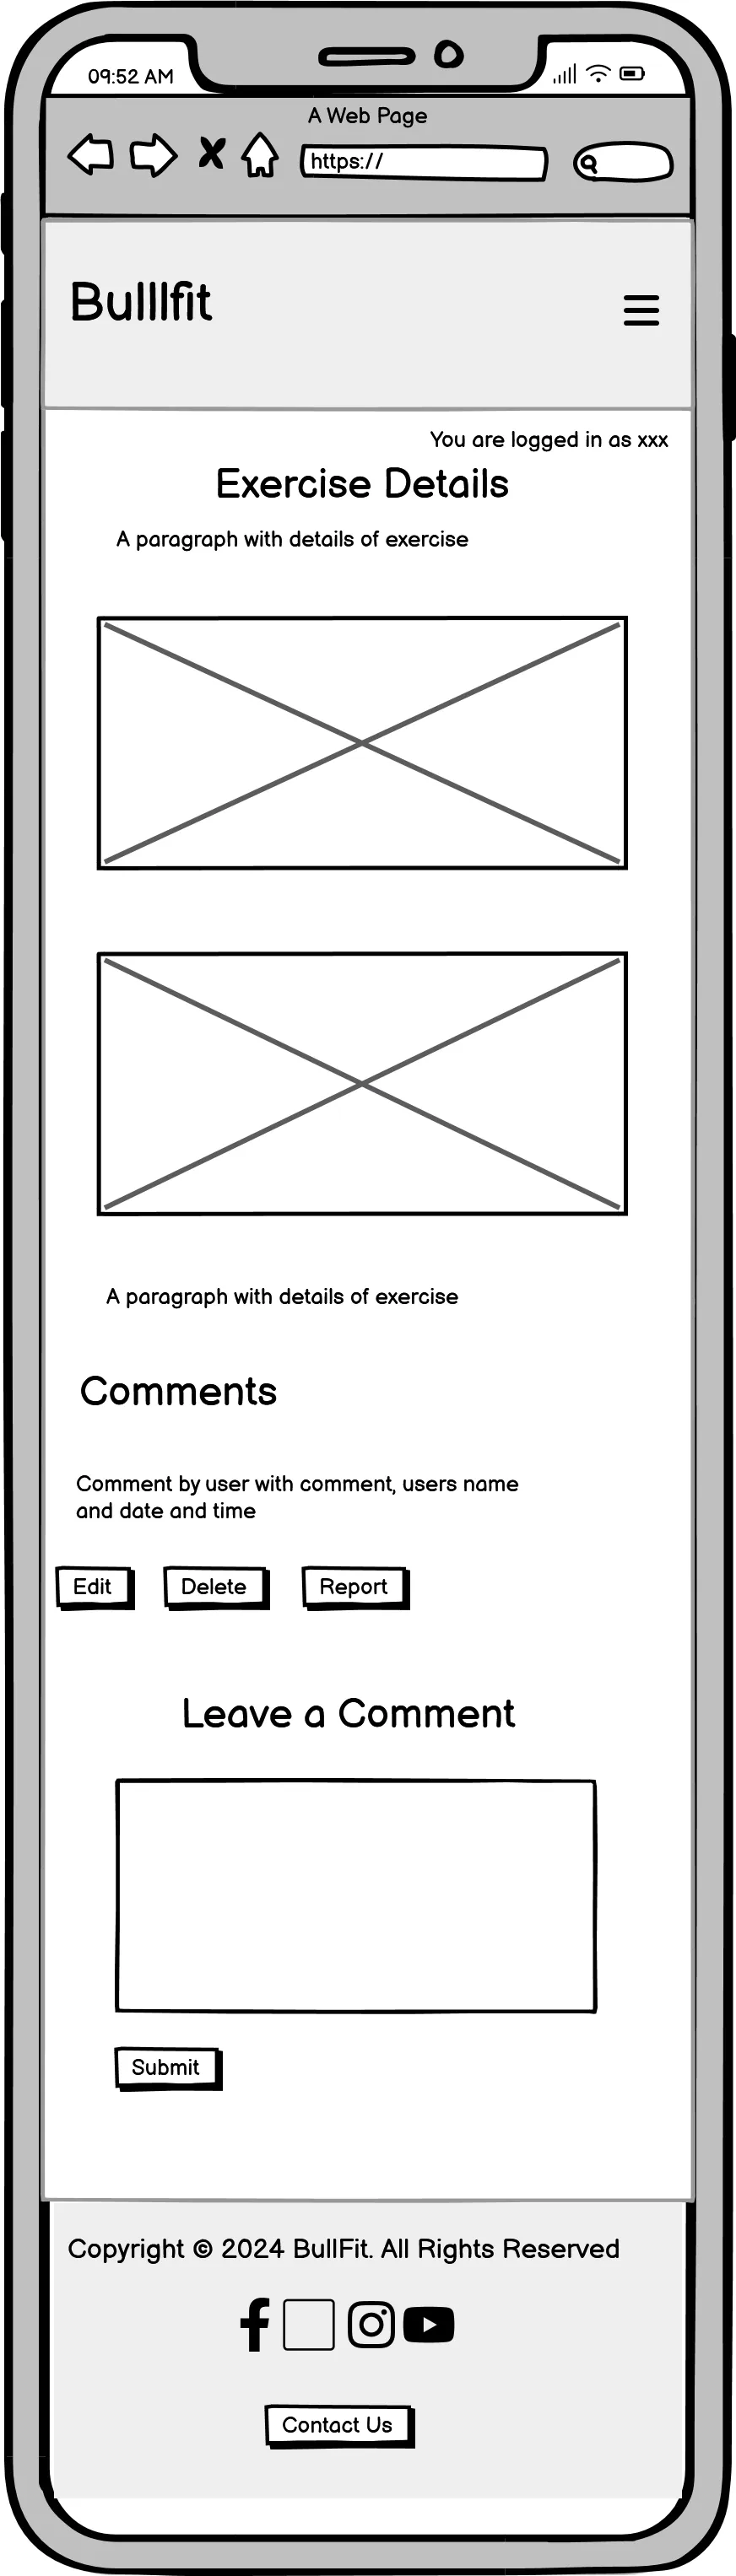 09:52 AM
A Web Page
https://
Bulllfit
You are logged in as xxx
Exercise Details
A paragraph with details of exercise
A paragraph with details of exercise
Comments
Comment by user with comment, users name
and date and time
Edit Delete Report
Leave a Comment
Submit
Copyright © 2024 BullFit. All Rights Reserved
Contact Us